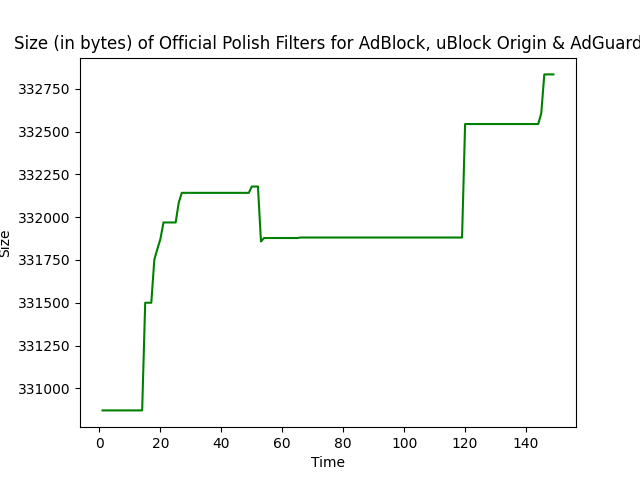 Size (in bytes) of Official Polish Filters for AdBlock, uBlock Origin & AdGuard
332750
332500
332250
332000
331750
331500
331250
331000
Size
0 20 40 60 80 100 120 140
Time